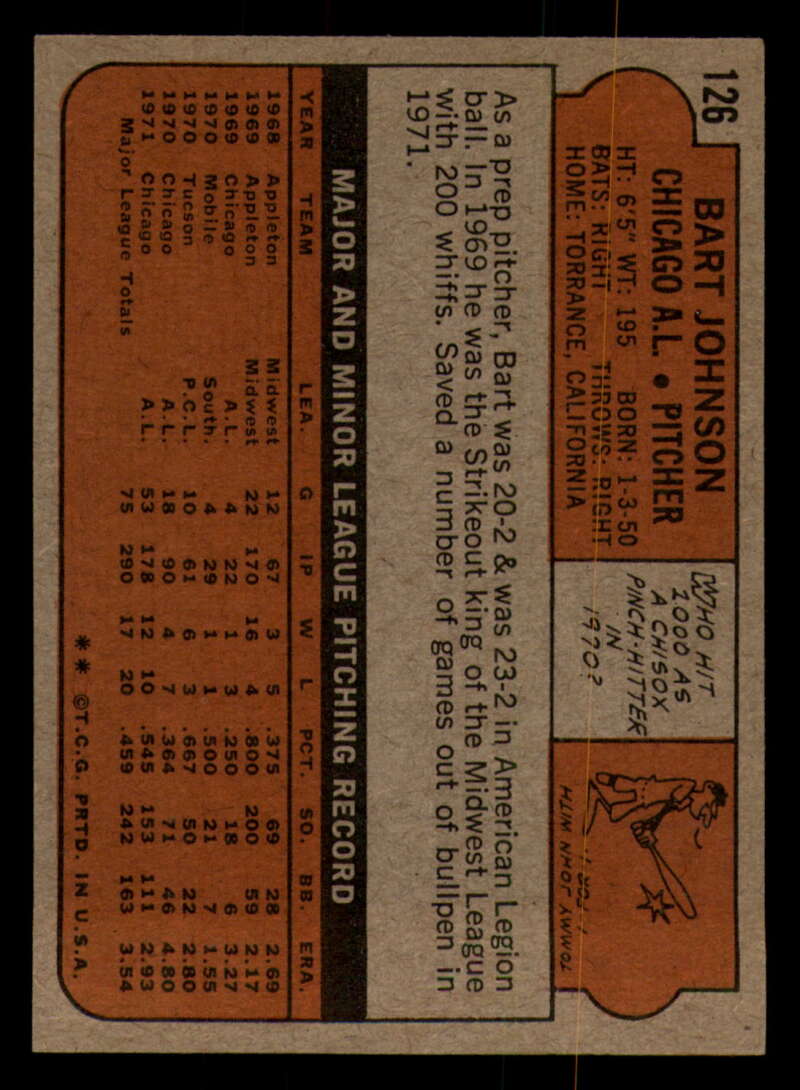 126
BART JOHNSON
CHICAGO A.L. • PITCHER
HT: 6'5" WT: 195 BORN: 1-3-50
BATS: RIGHT THROWS: RIGHT
HOME: TORRANCE, CALIFORNIA
WHO HIT
1000 AS
A CHISOX
PINCH-HITTER
IN
1970?
TOMMY JOHN WITH
As a prep pitcher, Bart was 20-2 & was 23-2 in American Legion
ball. In 1969 he was the Strikeout king of the Midwest League
with 200 whiffs. Saved a number of games out of bullpen in
1971.
MAJOR AND MINOR LEAGUE PITCHING RECORD
YEAR TEAM LEA. G IP W L PCT. SO. BB. ERA.
1968 Appleton Midwest 12 67 3 5 .375 69 28 2.69
1969 Appleton Midwest 22 170 16 4 .800 200 59 2.17
1969 Chicago A.L. 4 22 1 3 .250 18 6 3.27
1970 Mobile South. 4 29 1 1 .500 21 7 1.55
1970 Tucson P.C.L. 10 61 6 3 .667 50 22 2.80
1970 Chicago A.L. 18 90 4 7 .364 71 46 4.80
1971 Chicago A.L. 53 178 12 10 .545 153 111 2.93
Major League Totals 75 290 17 20 .459 242 163 3.54
** ©T.C.G. PRTD. IN U.S.A.